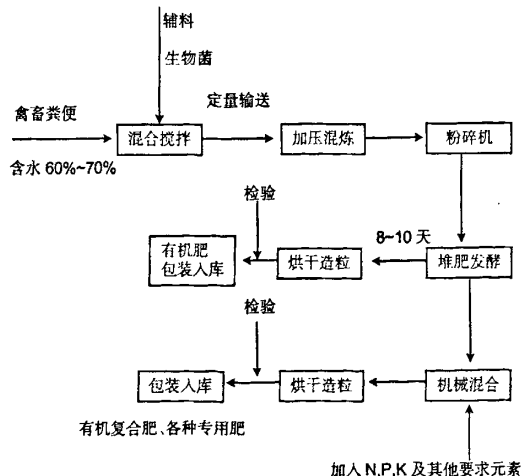 辅料
生物菌
禽畜粪便
定量输送
混合搅拌
加压混炼
粉碎机
含水 60%~70%
检验
8~10 天
有机肥
包装入库
烘干造粒
堆肥发酵
检验
包装入库
烘干造粒
机械混合
有机复合肥、各种专用肥
加入 N,P,K 及其他要求元素